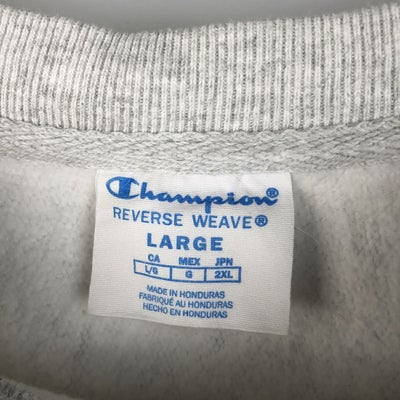 Champion®
REVERSE WEAVE®
LARGE
CA MEX JPN
L/G G 2XL
MADE IN HONDURAS
FABRIQUÉ AU HONDURAS
HECHO EN HONDURAS